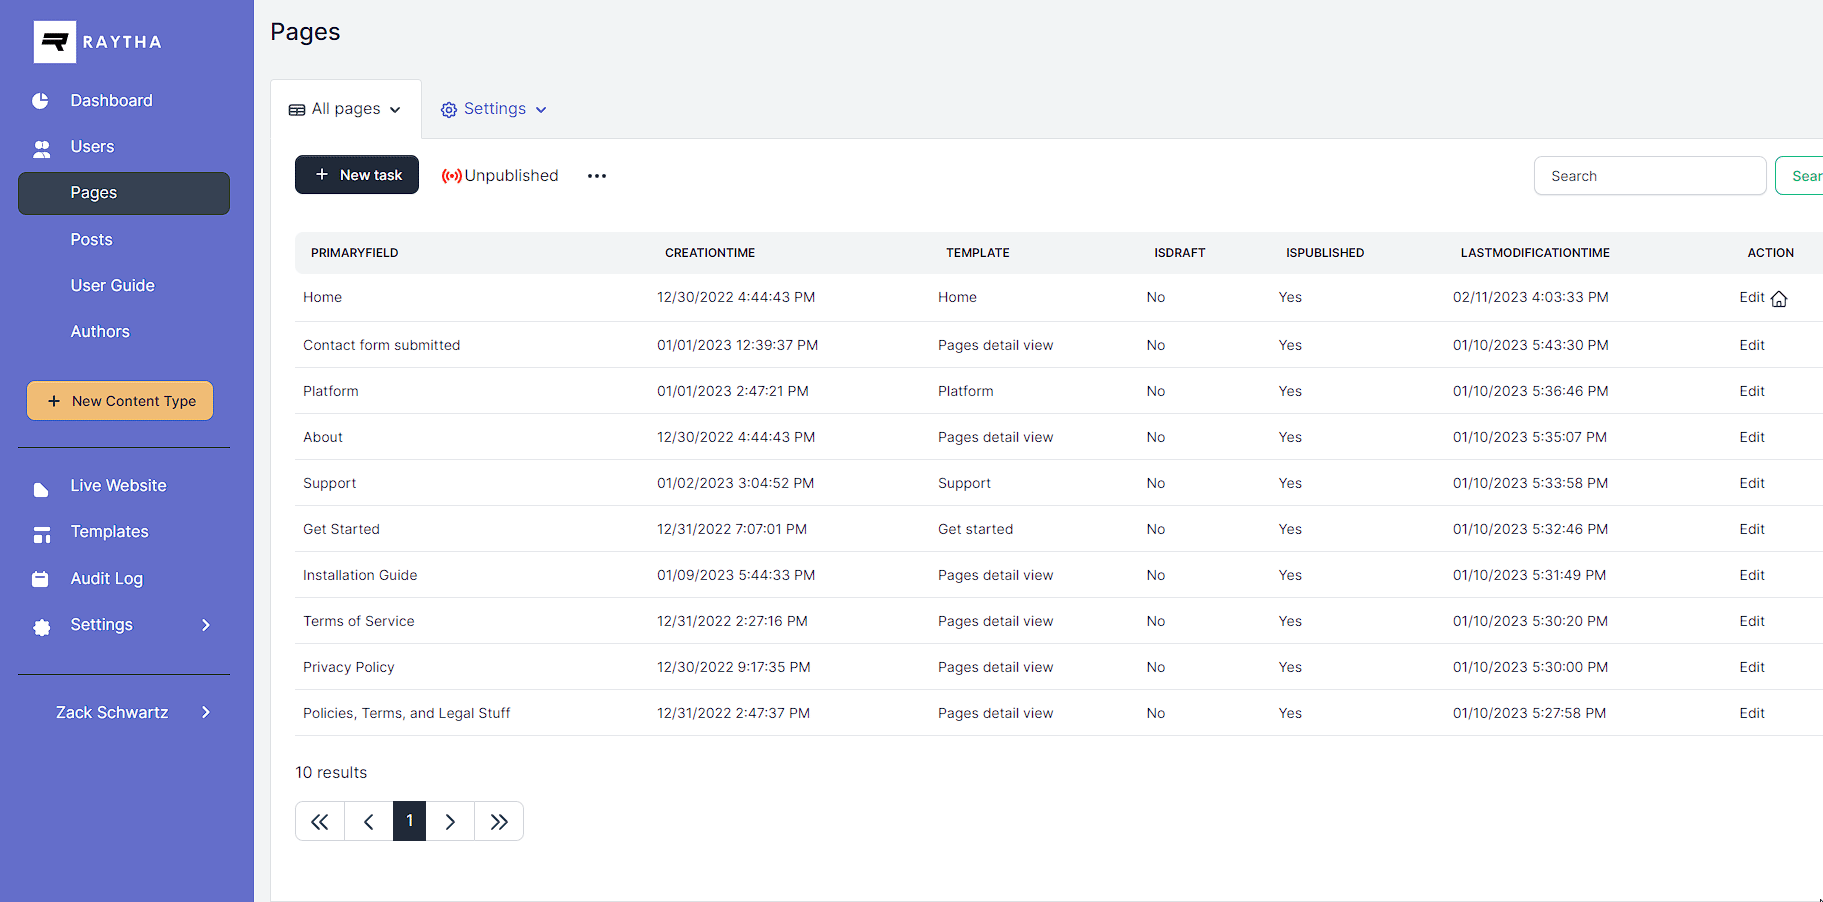 RAYTHA
Dashboard
Users
Pages
Posts
User Guide
Authors
+ New Content Type
Live Website
Templates
Audit Log
Settings
Zack Schwartz
Pages
All pages
Settings
+ New task
Unpublished
Search
Sear
PRIMARYFIELD CREATIONTIME TEMPLATE ISDRAFT ISPUBLISHED LASTMODIFICATIONTIME ACTION
Home 12/30/2022 4:44:43 PM Home No Yes 02/11/2023 4:03:33 PM Edit
Contact form submitted 01/01/2023 12:39:37 PM Pages detail view No Yes 01/10/2023 5:43:30 PM Edit
Platform 01/01/2023 2:47:21 PM Platform No Yes 01/10/2023 5:36:46 PM Edit
About 12/30/2022 4:44:43 PM Pages detail view No Yes 01/10/2023 5:35:07 PM Edit
Support 01/02/2023 3:04:52 PM Support No Yes 01/10/2023 5:33:58 PM Edit
Get Started 12/31/2022 7:07:01 PM Get started No Yes 01/10/2023 5:32:46 PM Edit
Installation Guide 01/09/2023 5:44:33 PM Pages detail view No Yes 01/10/2023 5:31:49 PM Edit
Terms of Service 12/31/2022 2:27:16 PM Pages detail view No Yes 01/10/2023 5:30:20 PM Edit
Privacy Policy 12/30/2022 9:17:35 PM Pages detail view No Yes 01/10/2023 5:30:00 PM Edit
Policies, Terms, and Legal Stuff 12/31/2022 2:47:37 PM Pages detail view No Yes 01/10/2023 5:27:58 PM Edit
10 results
1